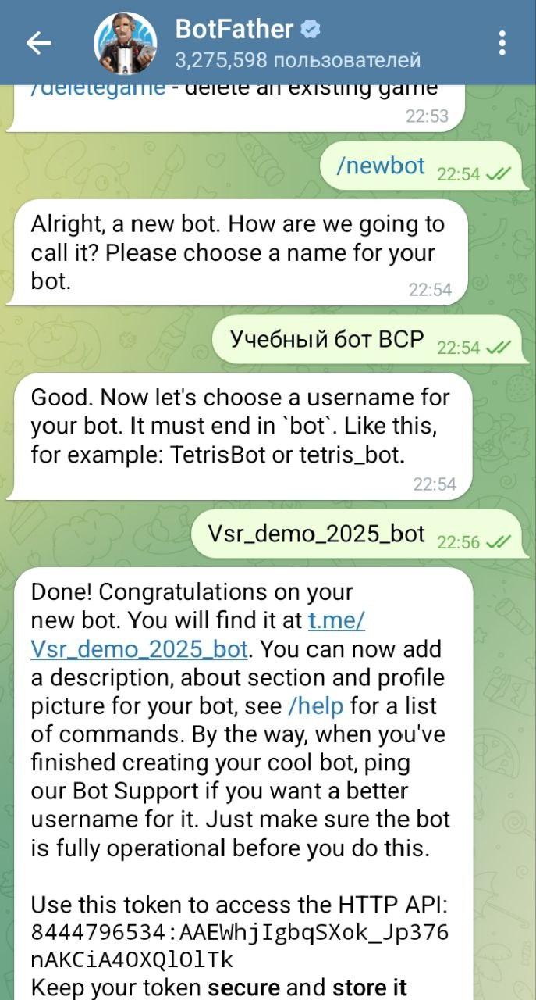 BotFather
3,275,598 пользователей
/deletegame - delete an existing game
22:53
/newbot 22:54
Alright, a new bot. How are we going to
call it? Please choose a name for your
bot.
22:54
Учебный бот ВСР 22:54
Good. Now let's choose a username for
your bot. It must end in `bot`. Like this,
for example: TetrisBot or tetris_bot.
22:54
Vsr_demo_2025_bot 22:56
Done! Congratulations on your
new bot. You will find it at t.me/
Vsr_demo_2025_bot. You can now add
a description, about section and profile
picture for your bot, see /help for a list
of commands. By the way, when you've
finished creating your cool bot, ping
our Bot Support if you want a better
username for it. Just make sure the bot
is fully operational before you do this.
Use this token to access the HTTP API:
8444796534:AAEWhjIgbqSXok_Jp376
nAKCiA4OXQlOlTk
Keep your token secure and store it